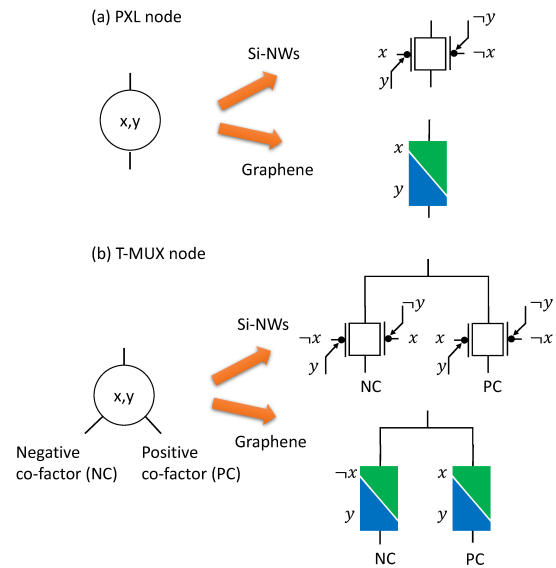 (a) PXL node
¬y
Si-NWs
x
¬x
y
x,y
x
Graphene
y
(b) T-MUX node
¬y
¬y
Si-NWs
¬x
x
x
¬x
y
y
NC
PC
x,y
Graphene
Negative
co-factor (NC)
Positive
co-factor (PC)
¬x
x
y
y
NC
PC